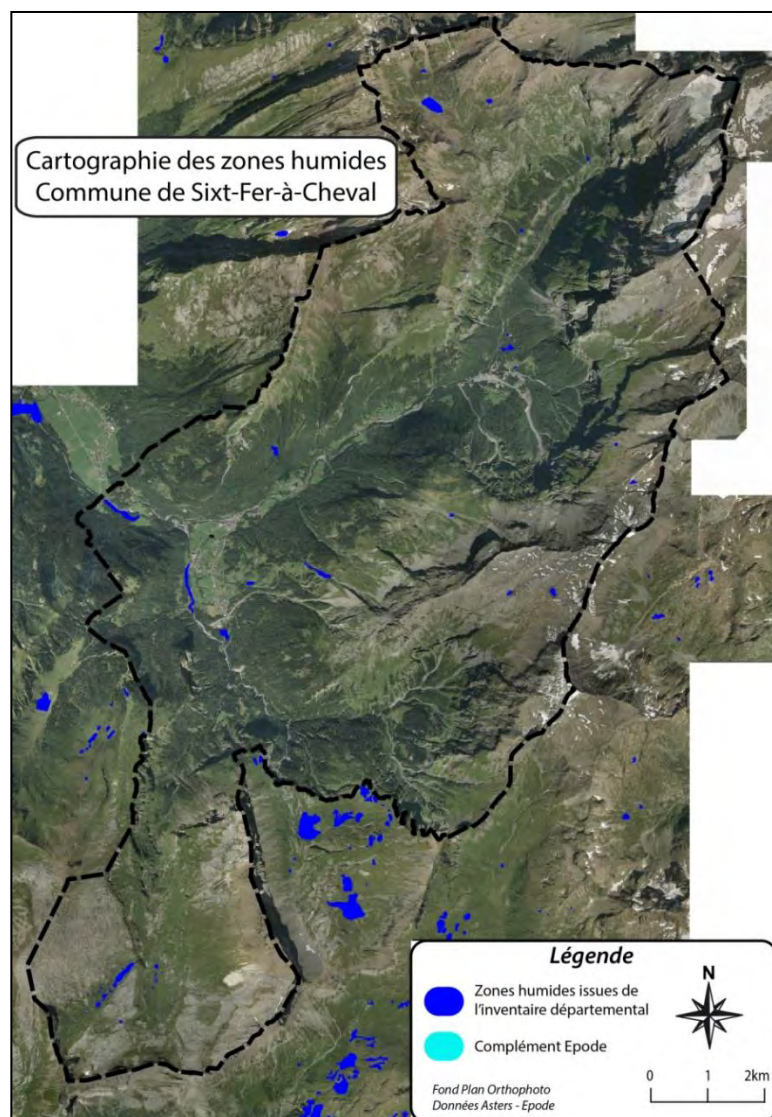 Cartographie des zones humides
Commune de Sixt-Fer-à-Cheval
Légende
Zones humides issues de
l'inventaire départemental
Complément Epode
N
Fond Plan Orthophoto
Données Asters - Epode
0 1 2km